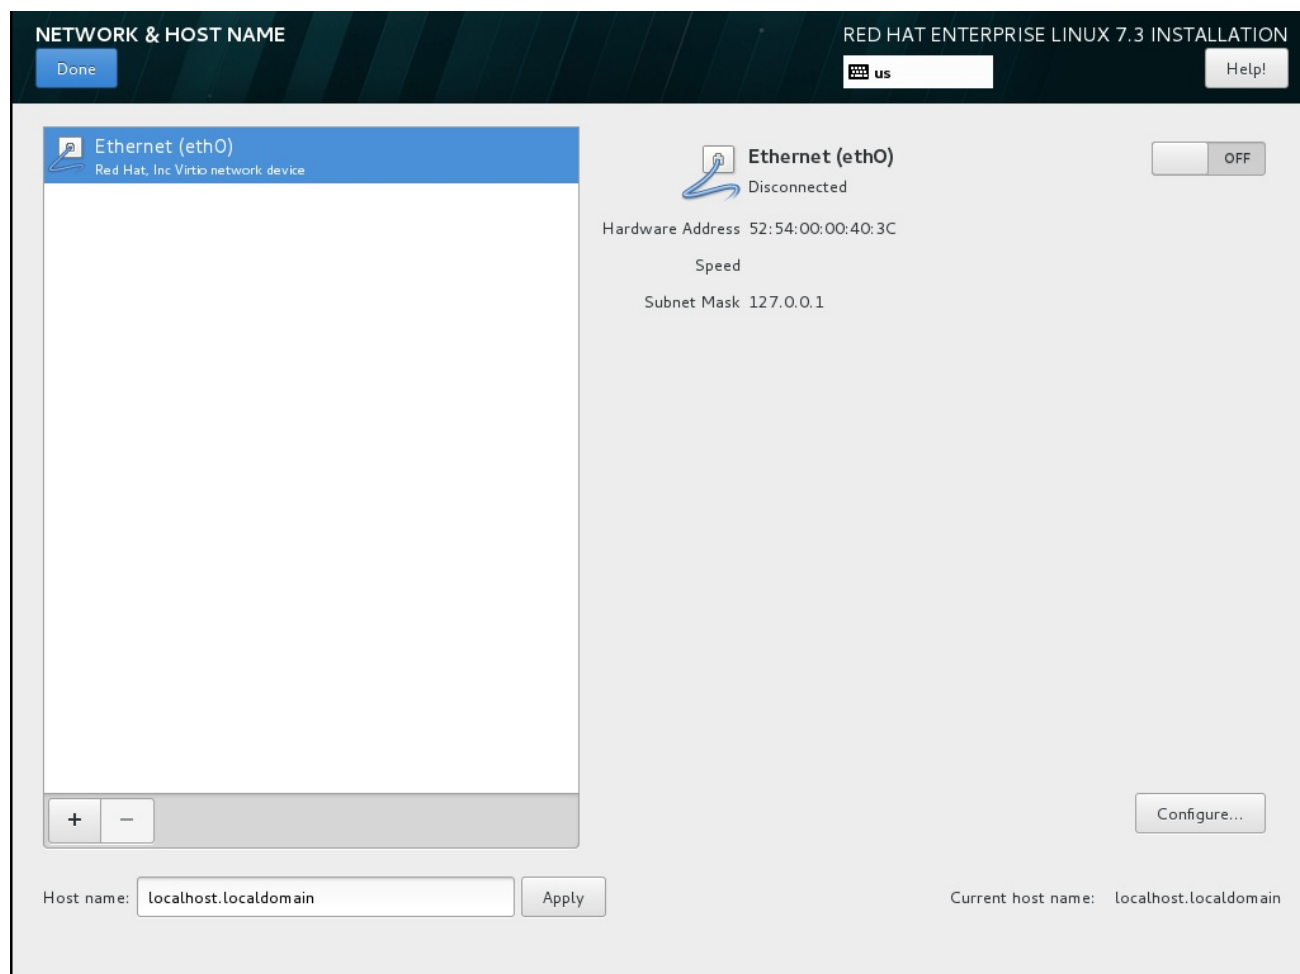 NETWORK & HOST NAME
RED HAT ENTERPRISE LINUX 7.3 INSTALLATION
Done
us
Help!
Ethernet (eth0)
Red Hat, Inc Virtio network device
Ethernet (eth0)
Disconnected
OFF
Hardware Address 52:54:00:00:40:3C
Speed
Subnet Mask 127.0.0.1
+ −
Configure...
Host name: localhost.localdomain Apply
Current host name: localhost.localdomain